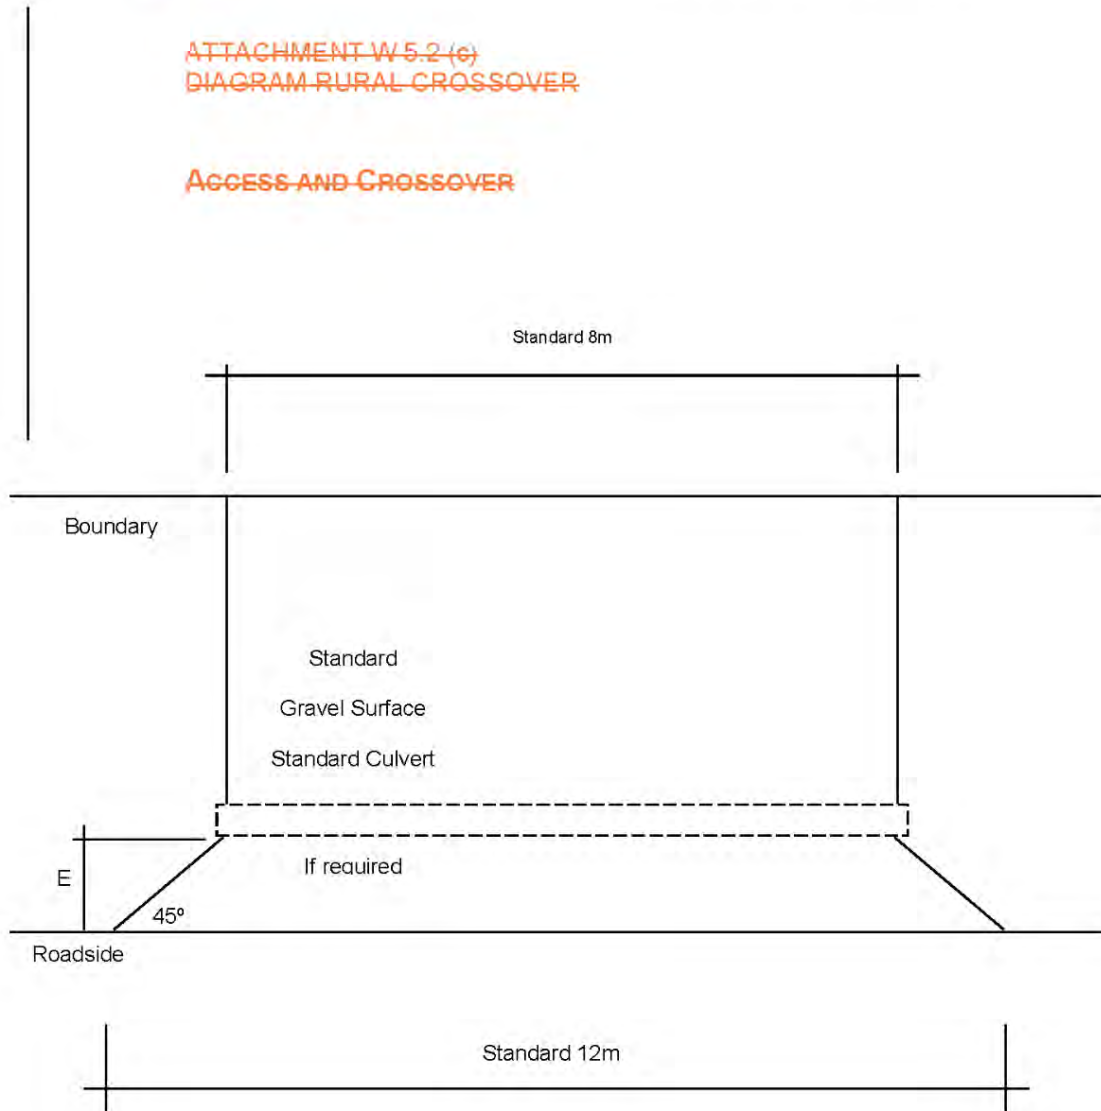 ATTACHMENT W 5.2 (c)
DIAGRAM RURAL CROSSOVER
ACCESS AND CROSSOVER
Standard 8m
Boundary
Standard
Gravel Surface
Standard Culvert
If required
E
45º
Roadside
Standard 12m